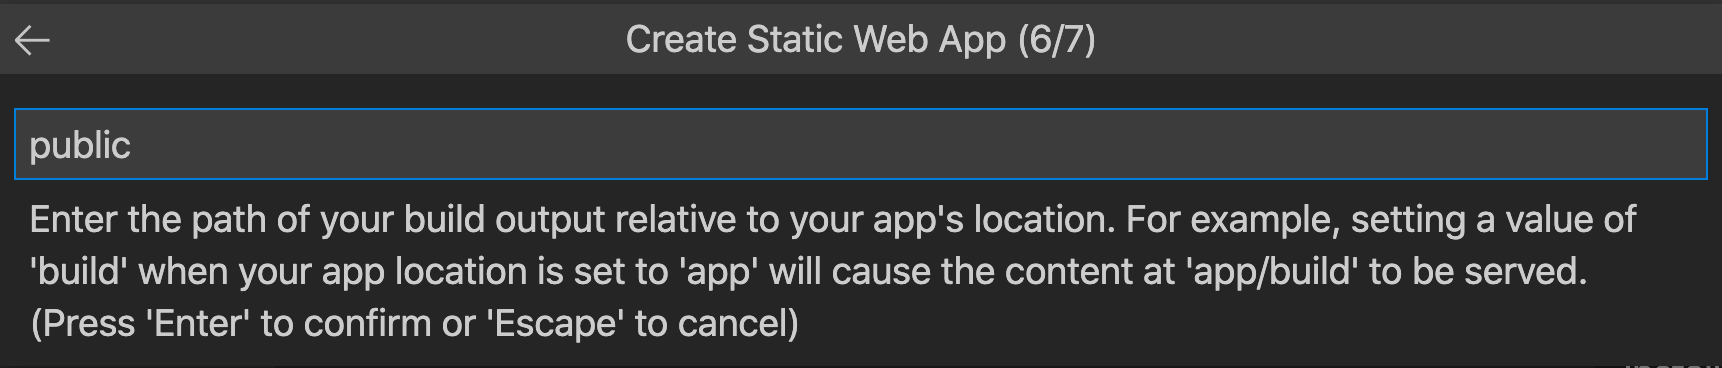 Create Static Web App (6/7)
public
Enter the path of your build output relative to your app's location. For example, setting a value of
'build' when your app location is set to 'app' will cause the content at 'app/build' to be served.
(Press 'Enter' to confirm or 'Escape' to cancel)